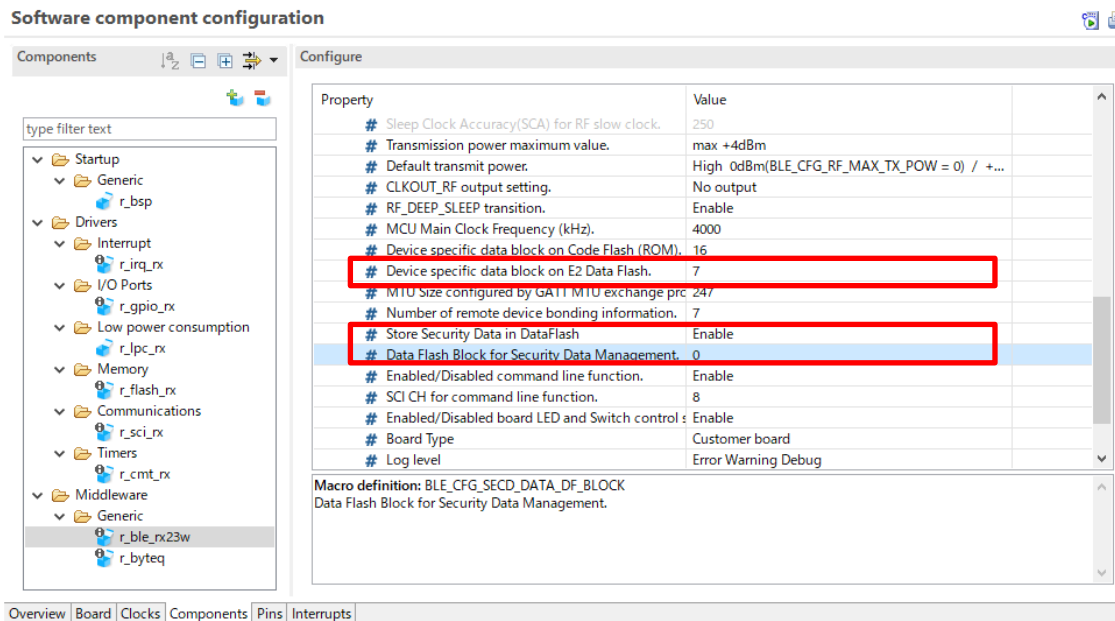 Software component configuration
Components
Configure
type filter text
Startup
Generic
r_bsp
Drivers
Interrupt
r_irq_rx
I/O Ports
r_gpio_rx
Low power consumption
r_lpc_rx
Memory
r_flash_rx
Communications
r_sci_rx
Timers
r_cmt_rx
Middleware
Generic
r_ble_rx23w
r_byteq
Property Value
# Sleep Clock Accuracy(SCA) for RF slow clock. 250
# Transmission power maximum value. max +4dBm
# Default transmit power. High 0dBm(BLE_CFG_RF_MAX_TX_POW = 0) / +...
# CLKOUT_RF output setting. No output
# RF_DEEP_SLEEP transition. Enable
# MCU Main Clock Frequency (kHz). 4000
# Device specific data block on Code Flash (ROM). 16
# Device specific data block on E2 Data Flash. 7
# MTU Size configured by GATT MTU exchange prc 247
# Number of remote device bonding information. 7
# Store Security Data in DataFlash Enable
# Data Flash Block for Security Data Management. 0
# Enabled/Disabled command line function. Enable
# SCI CH for command line function. 8
# Enabled/Disabled board LED and Switch control s Enable
# Board Type Customer board
# Log level Error Warning Debug
Macro definition: BLE_CFG_SECD_DATA_DF_BLOCK
Data Flash Block for Security Data Management.
Overview Board Clocks Components Pins Interrupts